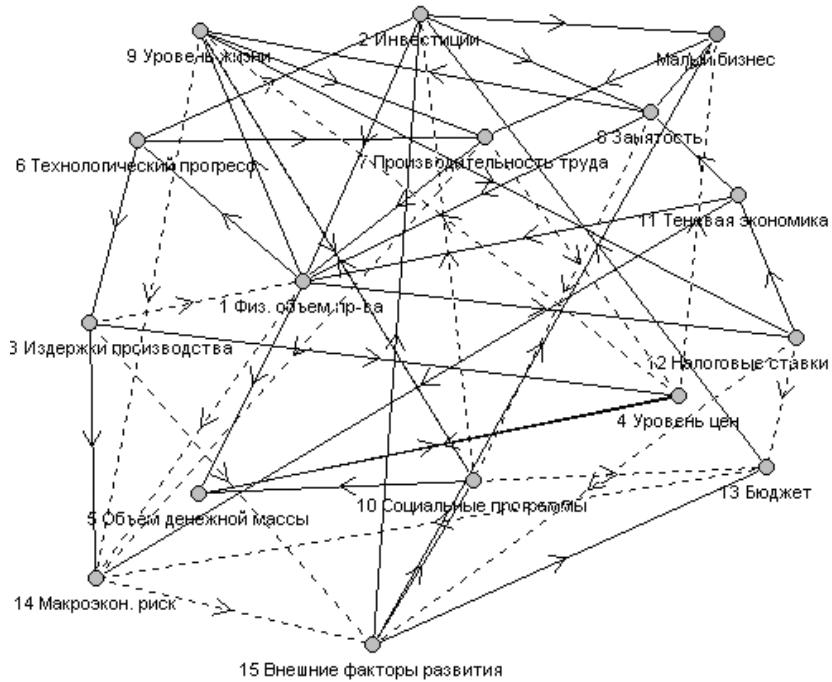 2 Инвестиции
9 Уровень жизни
Малый бизнес
8 Занятость
6 Технологический прогресс
7 Производительность труда
11 Теневая экономика
1 Физ. объем пр-ва
3 Издержки производства
12 Налоговые ставки
4 Уровень цен
13 Бюджет
10 Социальные программы
5 Объем денежной массы
14 Макроэкон. риск
15 Внешние факторы развития